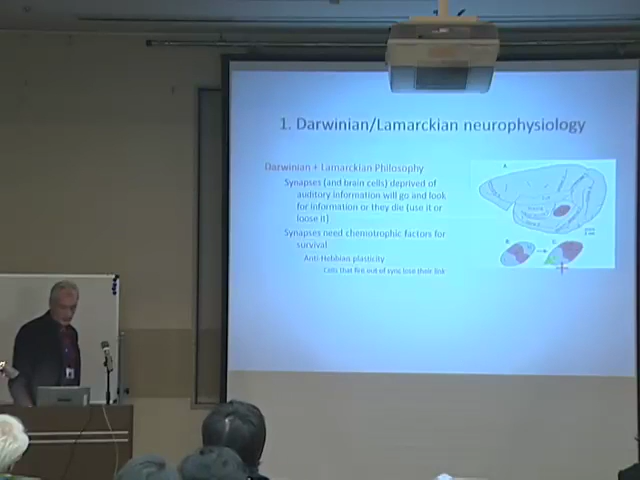 1. Darwinian/Lamarckian neurophysiology
Darwinian + Lamarckian Philosophy
Synapses (and brain cells) deprived of
auditory information will go and look
for information or they die (use it or
loose it)
Synapses need chemotrophic factors for
survival
Anti-Hebbian plasticity
Cells that fire out of sync lose their link